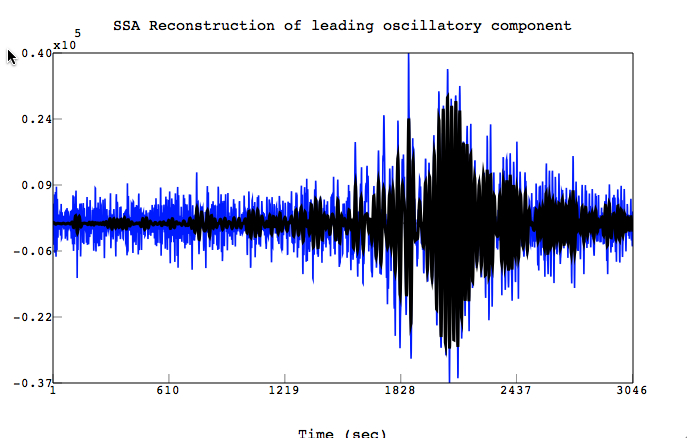 SSA Reconstruction of leading oscillatory component
5
x10
0.40
0.24
0.09
-0.06
-0.22
-0.37
1 610 1219 1828 2437 3046
Time (sec)